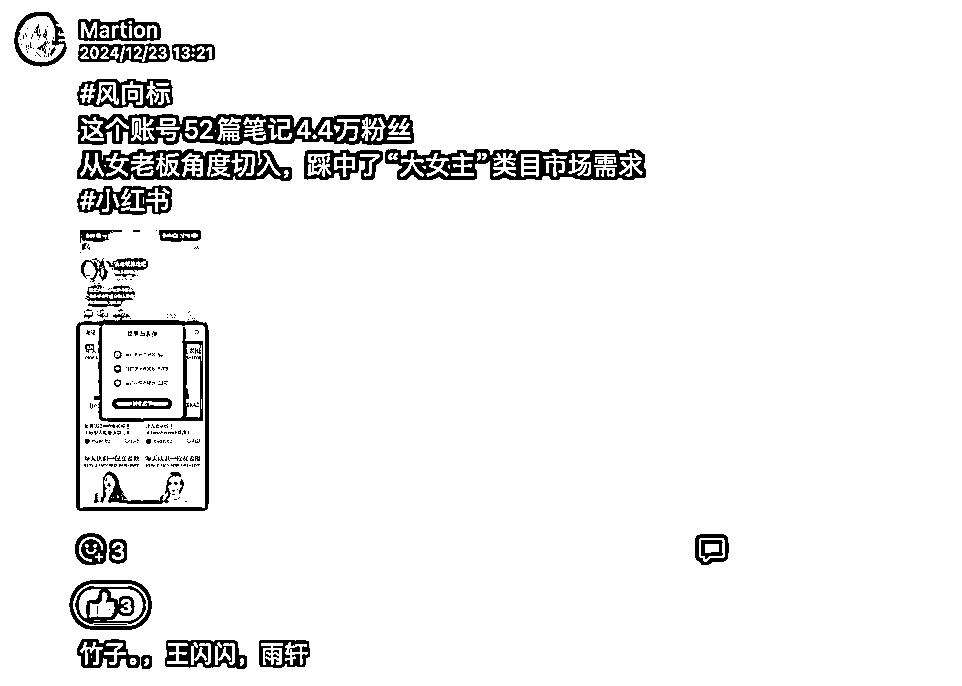 Martion
2024/12/23 13:21
#风向标
这个账号52篇笔记4.4万粉丝
从女老板角度切入，踩中了“大女主”类目市场需求
#小红书
3
3
竹子。，王闪闪，雨轩